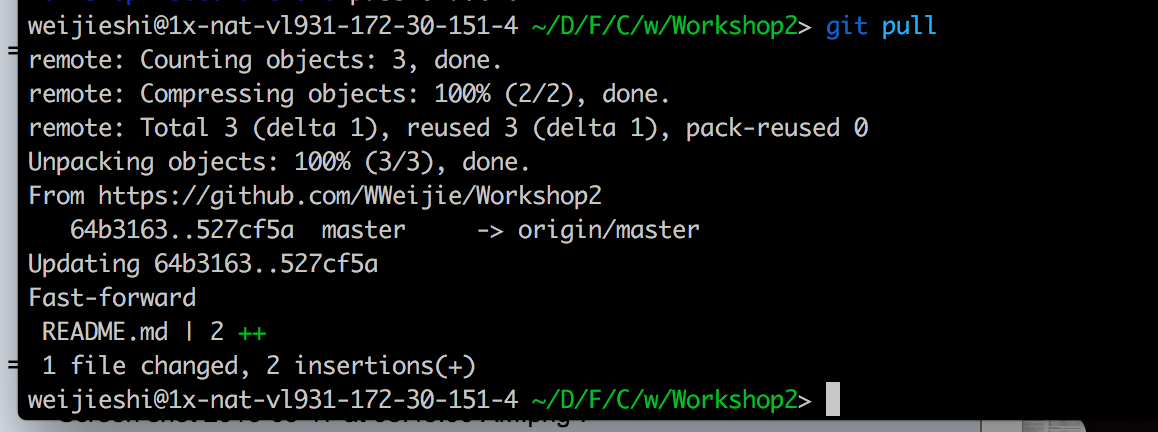 weijieshi@1x-nat-vl931-172-30-151-4 ~/D/F/C/w/Workshop2> git pull
remote: Counting objects: 3, done.
remote: Compressing objects: 100% (2/2), done.
remote: Total 3 (delta 1), reused 3 (delta 1), pack-reused 0
Unpacking objects: 100% (3/3), done.
From https://github.com/WWeijie/Workshop2
   64b3163..527cf5a  master     -> origin/master
Updating 64b3163..527cf5a
Fast-forward
 README.md | 2 ++
 1 file changed, 2 insertions(+)
weijieshi@1x-nat-vl931-172-30-151-4 ~/D/F/C/w/Workshop2>